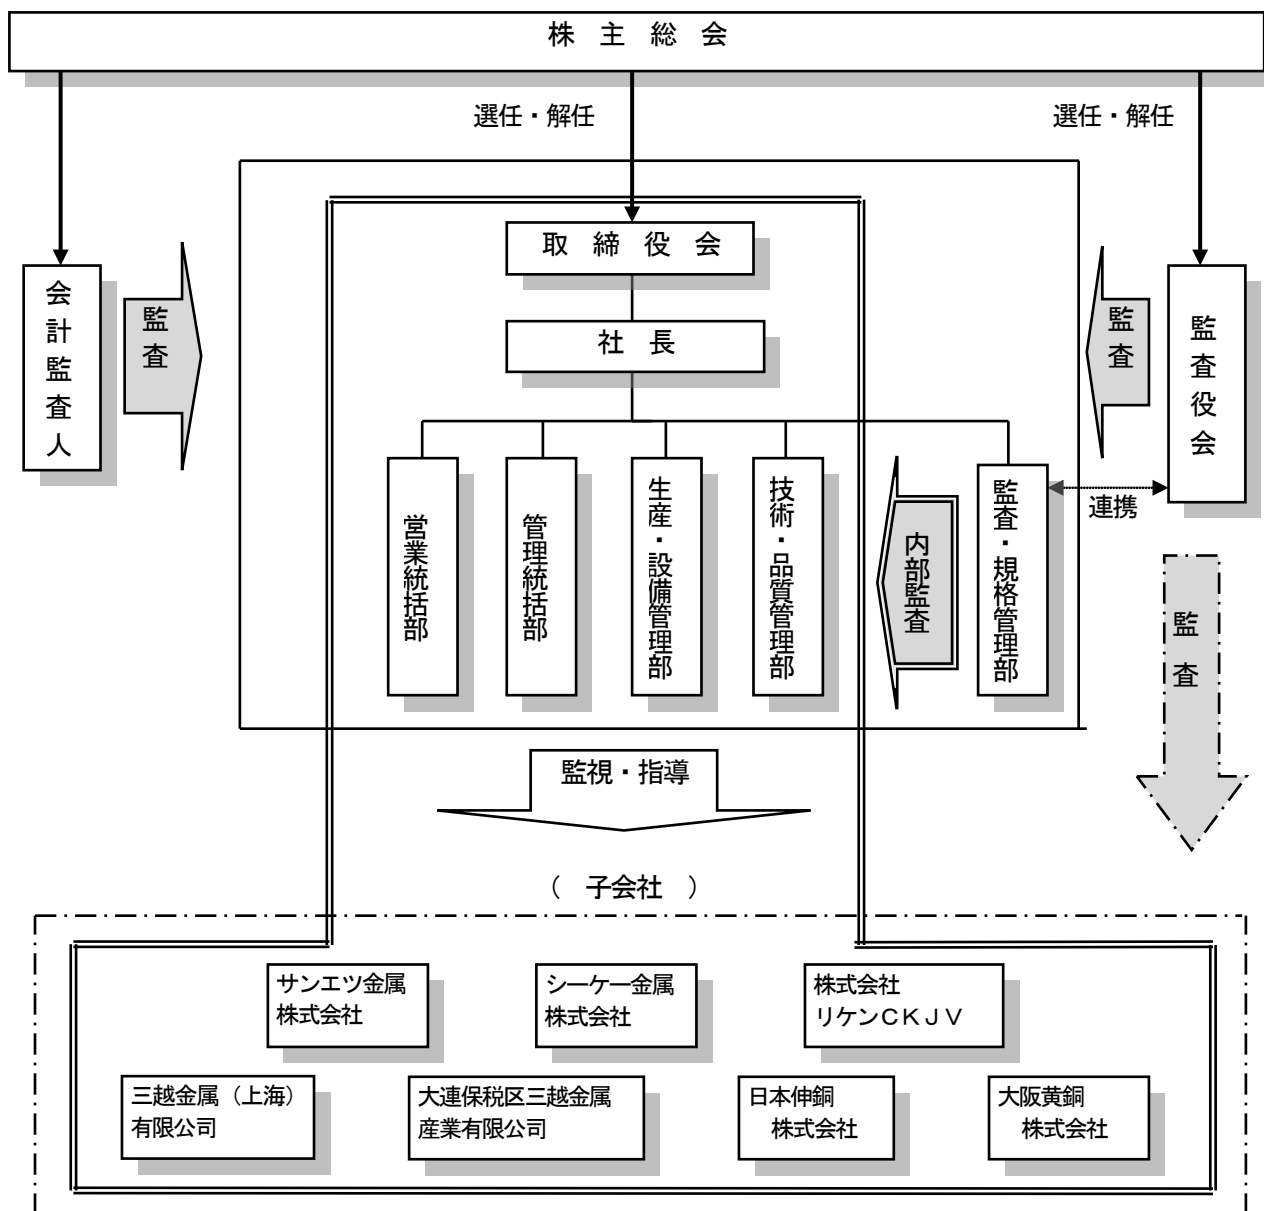 株 主 総 会
選任・解任
選任・解任
取 締 役 会
社 長
会計監査人
監査
監査
監査役会
営業統括部
管理統括部
生産・設備管理部
技術・品質管理部
内部監査
監査・規格管理部
連携
監査
監視・指導
（ 子会社 ）
サンエツ金属
株式会社
シーケー金属
株式会社
株式会社
リケンＣＫＪＶ
三越金属（上海）
有限公司
大連保税区三越金属
産業有限公司
日本伸銅
株式会社
大阪黄銅
株式会社